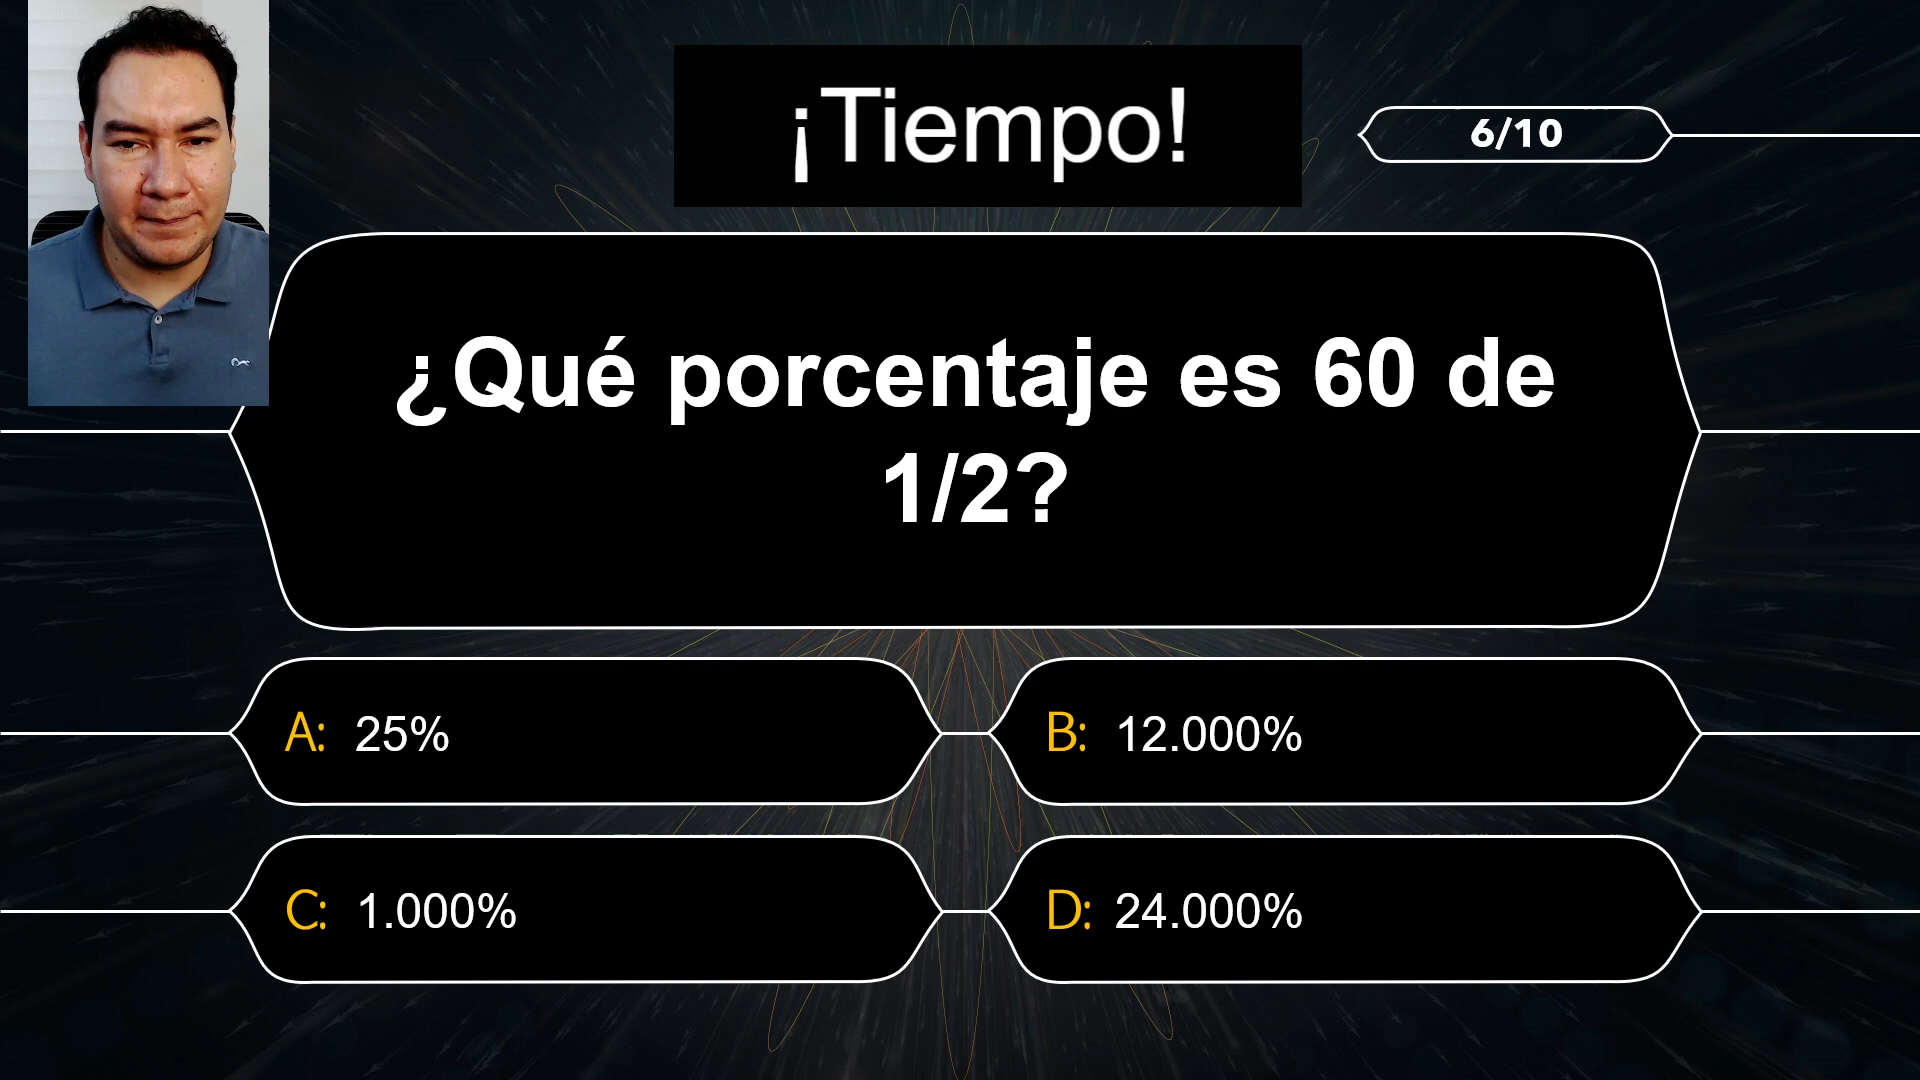 ¡Tiempo!
6/10
¿Qué porcentaje es 60 de
1/2?
A: 25%
B: 12.000%
C: 1.000%
D: 24.000%